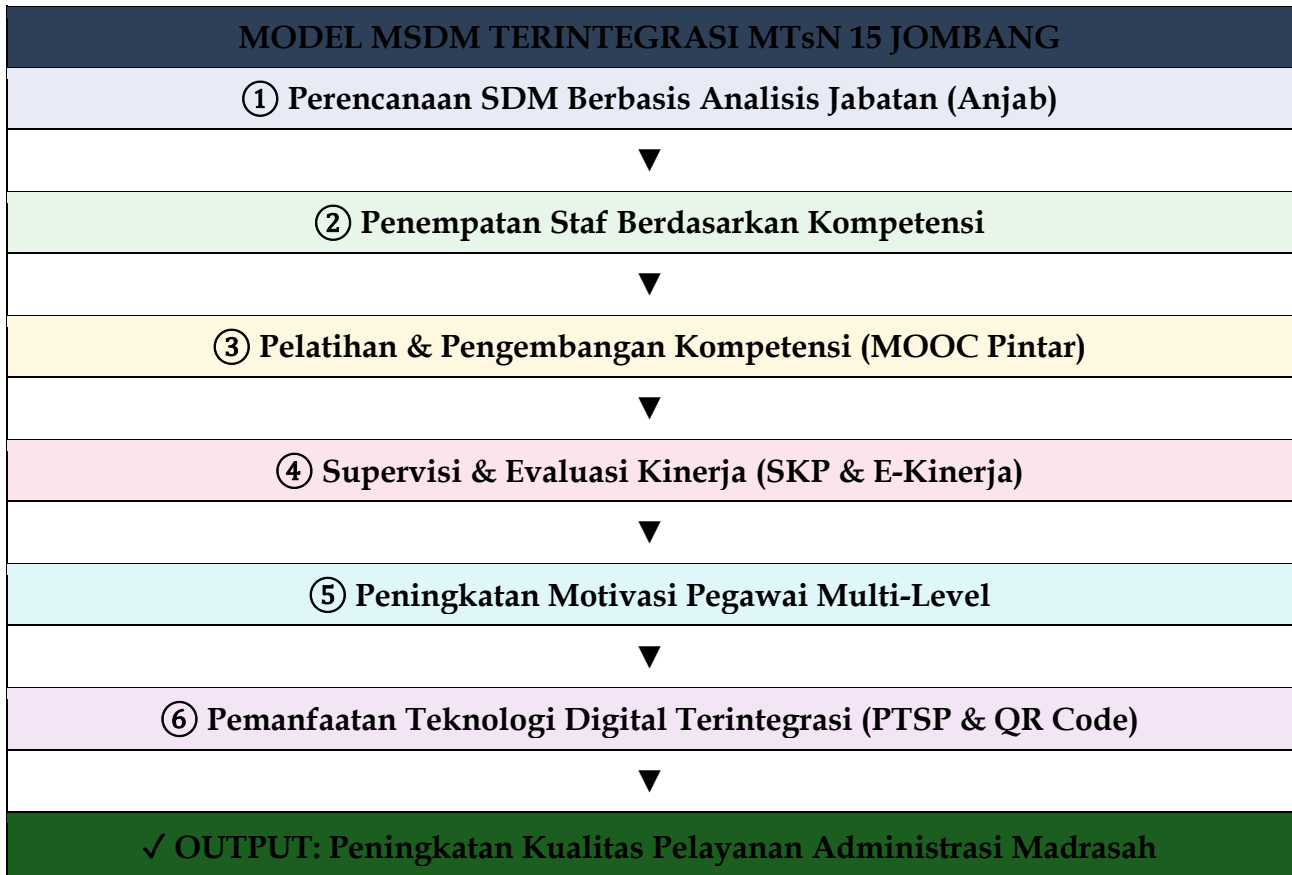 MODEL MSDM TERINTEGRASI MTsN 15 JOMBANG
① Perencanaan SDM Berbasis Analisis Jabatan (Anjab)
▼
② Penempatan Staf Berdasarkan Kompetensi
▼
③ Pelatihan & Pengembangan Kompetensi (MOOC Pintar)
▼
④ Supervisi & Evaluasi Kinerja (SKP & E-Kinerja)
▼
⑤ Peningkatan Motivasi Pegawai Multi-Level
▼
⑥ Pemanfaatan Teknologi Digital Terintegrasi (PTSP & QR Code)
▼
✓ OUTPUT: Peningkatan Kualitas Pelayanan Administrasi Madrasah